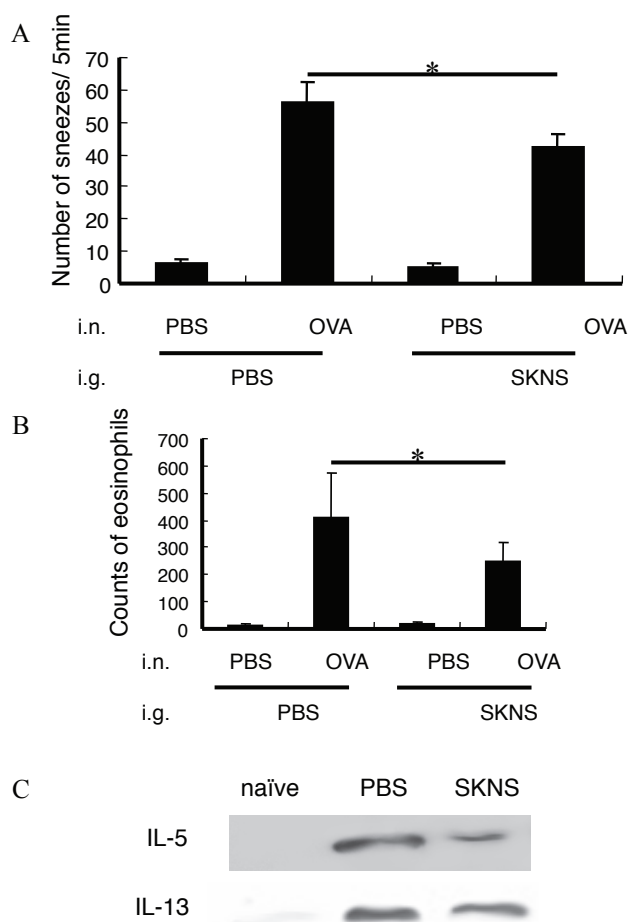 A
Number of sneezes/ 5min
70
60
50
40
30
20
10
0
*
i.n. PBS OVA PBS OVA
i.g. PBS SKNS
B
Counts of eosinophils
700
600
500
400
300
200
100
0
*
i.n. PBS OVA PBS OVA
i.g. PBS SKNS
C
naïve PBS SKNS
IL-5
IL-13